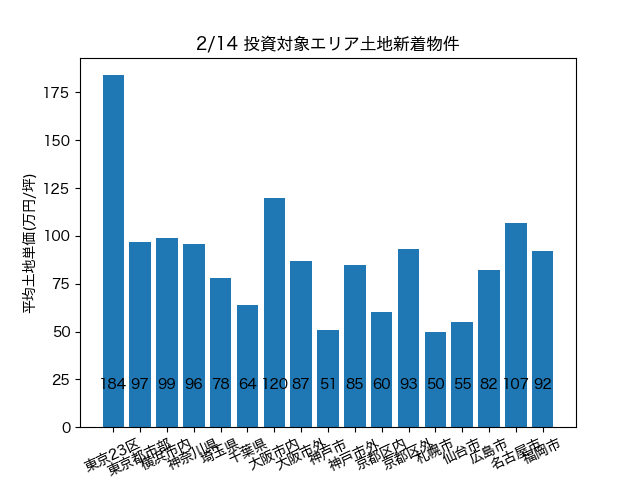 2/14 投資対象エリア土地新着物件
平均土地単価(万円/坪)
175
150
125
100
75
50
25
0
184 97 99 96 78 64 120 87 51 85 60 93 50 55 82 107 92
東京23区
東京都市部
横浜市内
神奈川県
埼玉県
千葉県
大阪市内
大阪市外
神戸市
神戸市外
京都区内
京都区外
札幌市
仙台市
広島市
名古屋市
福岡市